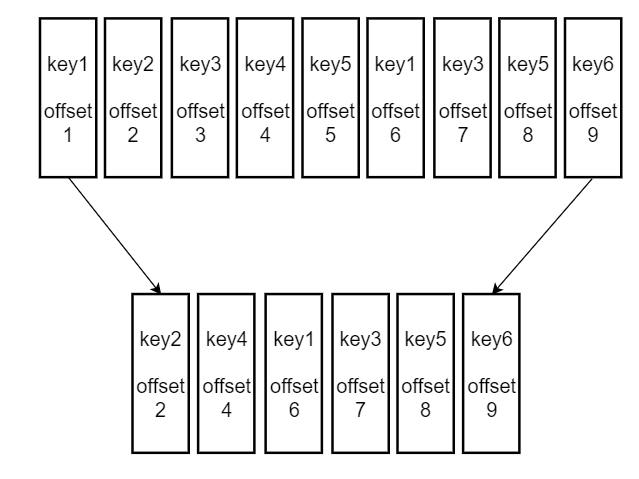 key1 key2 key3 key4 key5 key1 key3 key5 key6
offset offset offset offset offset offset offset offset offset
1 2 3 4 5 6 7 8 9
key2 key4 key1 key3 key5 key6
offset offset offset offset offset offset
2 4 6 7 8 9